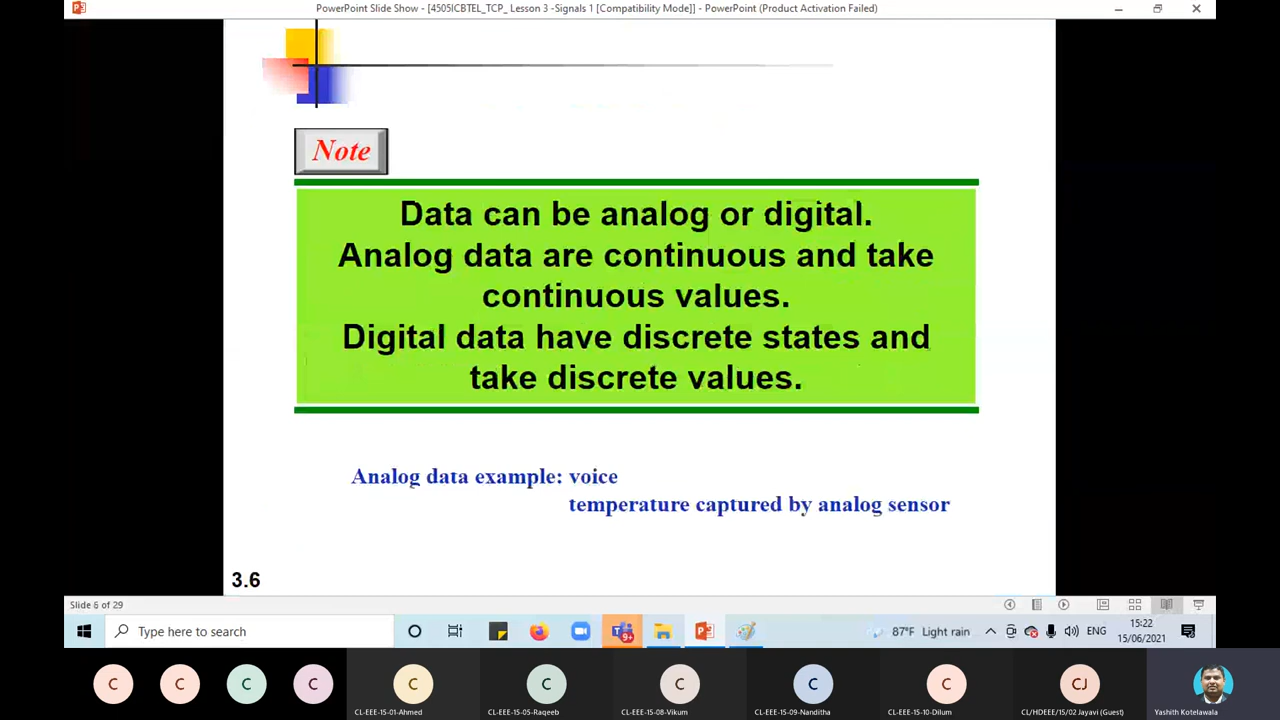 PowerPoint Slide Show - [4505ICBTEL_TCP_ Lesson 3 -Signals 1 [Compatibility Mode]] - PowerPoint (Product Activation Failed)
Note
Data can be analog or digital.
Analog data are continuous and take
continuous values.
Digital data have discrete states and
take discrete values.
Analog data example: voice
temperature captured by analog sensor
3.6
Slide 6 of 29
Type here to search
9+
87°F Light rain
ENG
15:22
15/06/2021
C
C
C
C
C
C
C
C
C
CJ
CL-EEE-15-01-Ahmed
CL-EEE-15-05-Raqeeb
CL-EEE-15-08-Vikum
CL-EEE-15-09-Nanditha
CL-EEE-15-10-Dilum
CL/HDEEE/15/02 Jayavi (Guest)
Yashith Kotelawala